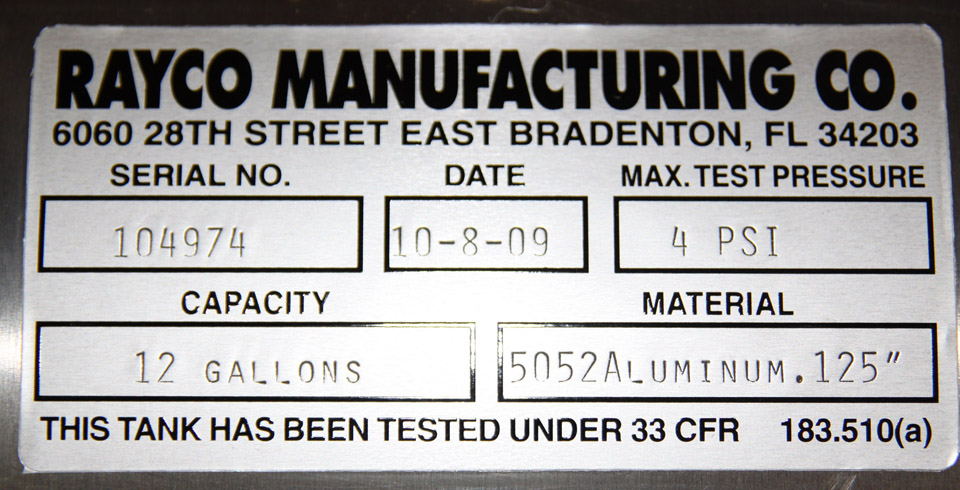 RAYCO MANUFACTURING CO.
6060 28TH STREET EAST BRADENTON, FL 34203
SERIAL NO. DATE MAX. TEST PRESSURE
104974 10-8-09 4 PSI
CAPACITY MATERIAL
12 GALLONS 5052ALUMINUM.125"
THIS TANK HAS BEEN TESTED UNDER 33 CFR 183.510(a)